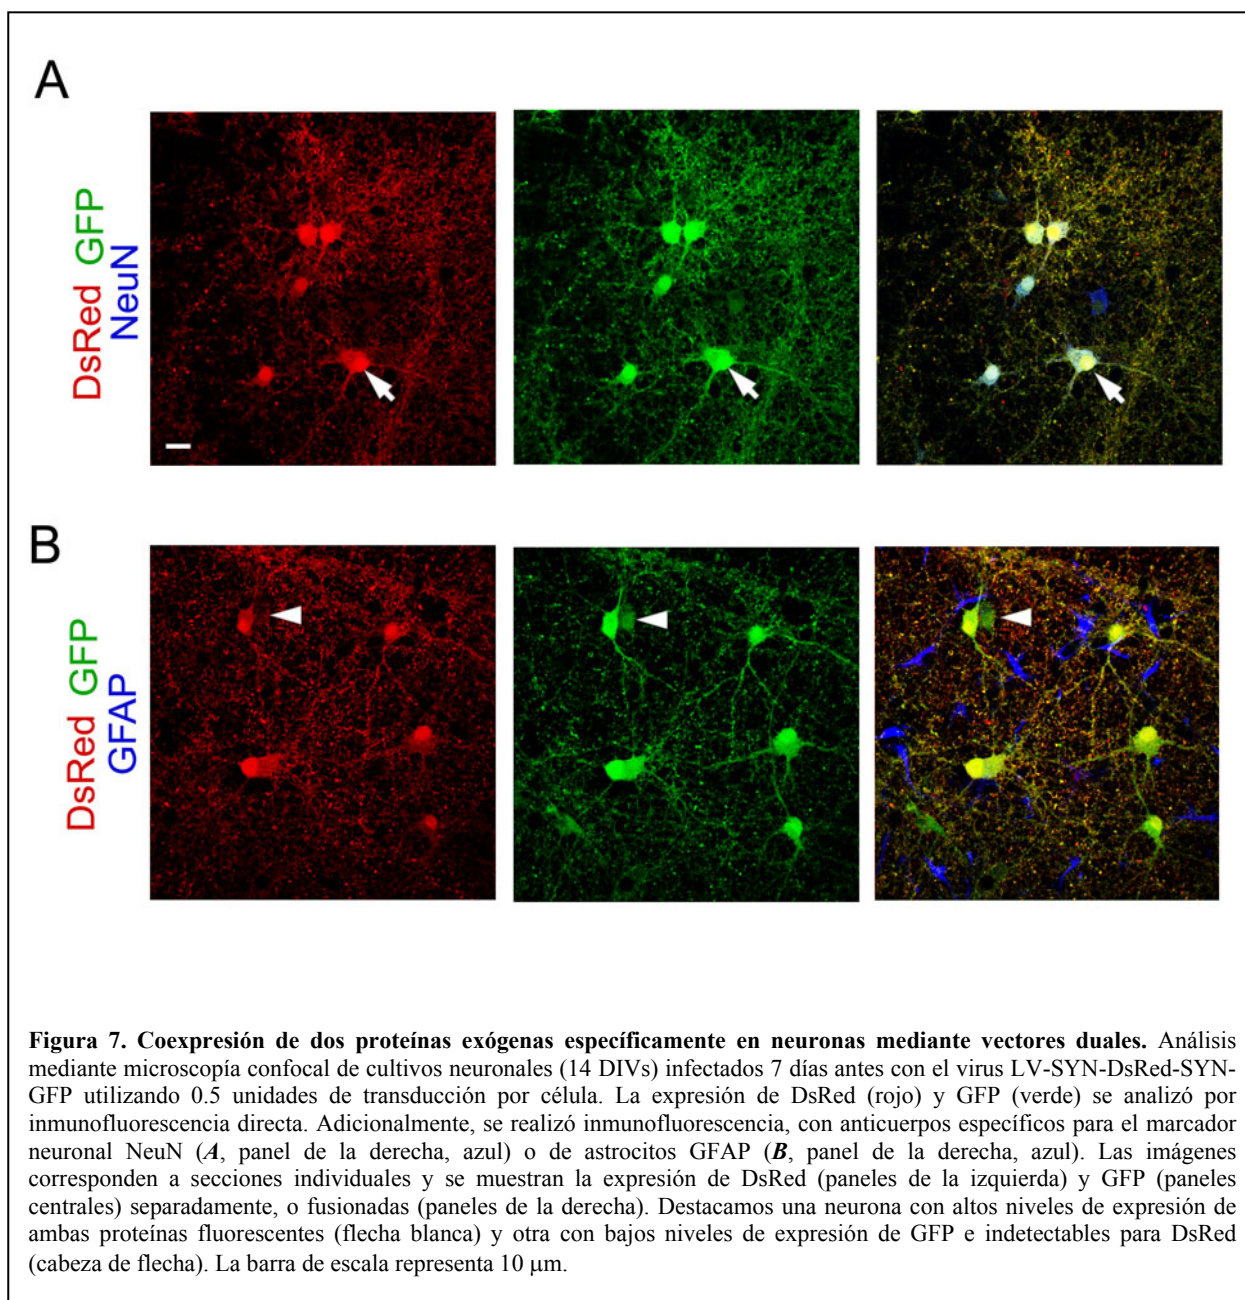 A
DsRed GFP
NeuN
B
DsRed GFP
GFAP
Figura 7. Coexpresión de dos proteínas exógenas específicamente en neuronas mediante vectores duales. Análisis
mediante microscopía confocal de cultivos neuronales (14 DIVs) infectados 7 días antes con el virus LV-SYN-DsRed-SYN-
GFP utilizando 0.5 unidades de transducción por célula. La expresión de DsRed (rojo) y GFP (verde) se analizó por
inmunofluorescencia directa. Adicionalmente, se realizó inmunofluorescencia, con anticuerpos específicos para el marcador
neuronal NeuN (A, panel de la derecha, azul) o de astrocitos GFAP (B, panel de la derecha, azul). Las imágenes
corresponden a secciones individuales y se muestran la expresión de DsRed (paneles de la izquierda) y GFP (paneles
centrales) separadamente, o fusionadas (paneles de la derecha). Destacamos una neurona con altos niveles de expresión de
ambas proteínas fluorescentes (flecha blanca) y otra con bajos niveles de expresión de GFP e indetectables para DsRed
(cabeza de flecha). La barra de escala representa 10 μm.